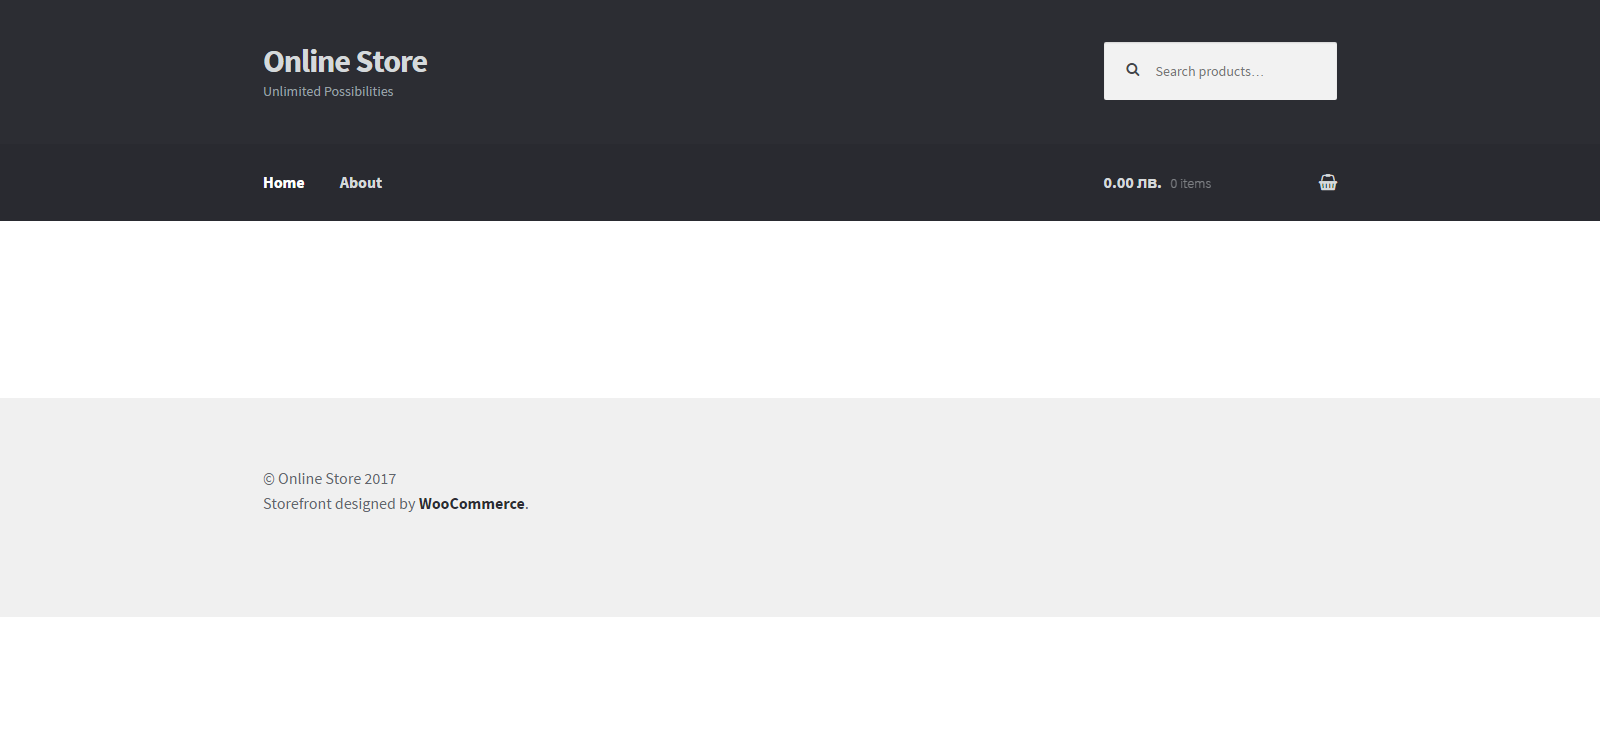 Online Store
Unlimited Possibilities
Search products…
Home About
0.00 лв. 0 items
© Online Store 2017
Storefront designed by WooCommerce.